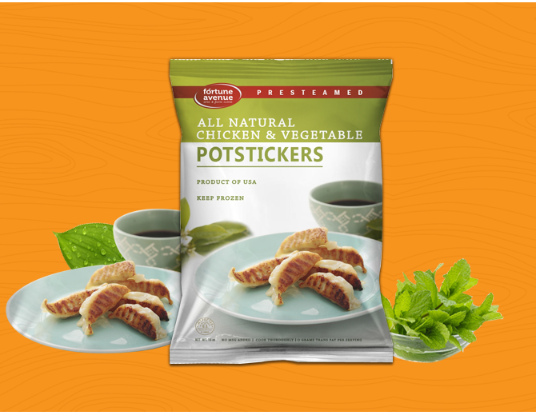 fortune
avenue
PRESTEAMED
ALL NATURAL
CHICKEN & VEGETABLE
POTSTICKERS
PRODUCT OF USA
KEEP FROZEN